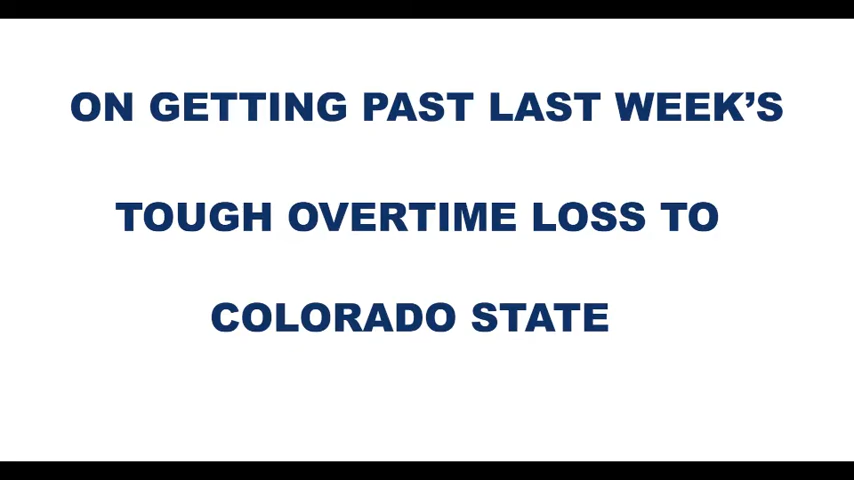 ON GETTING PAST LAST WEEK’S
TOUGH OVERTIME LOSS TO
COLORADO STATE